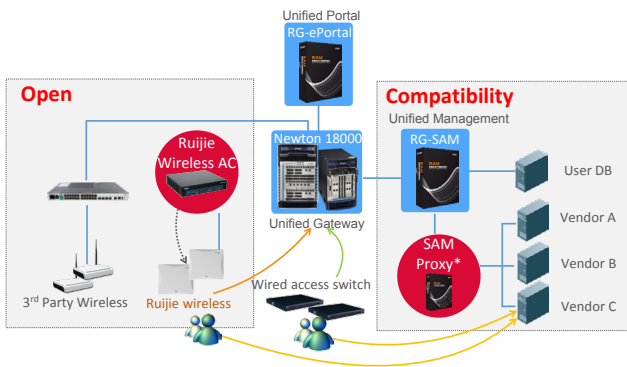 Unified Portal
RG-ePortal
Open
Compatibility
Unified Management
Ruijie
Wireless AC
Newton 18000
RG-SAM
User DB
Unified Gateway
Vendor A
SAM
Proxy*
Vendor B
Wired access switch
3rd Party Wireless
Ruijie wireless
Vendor C